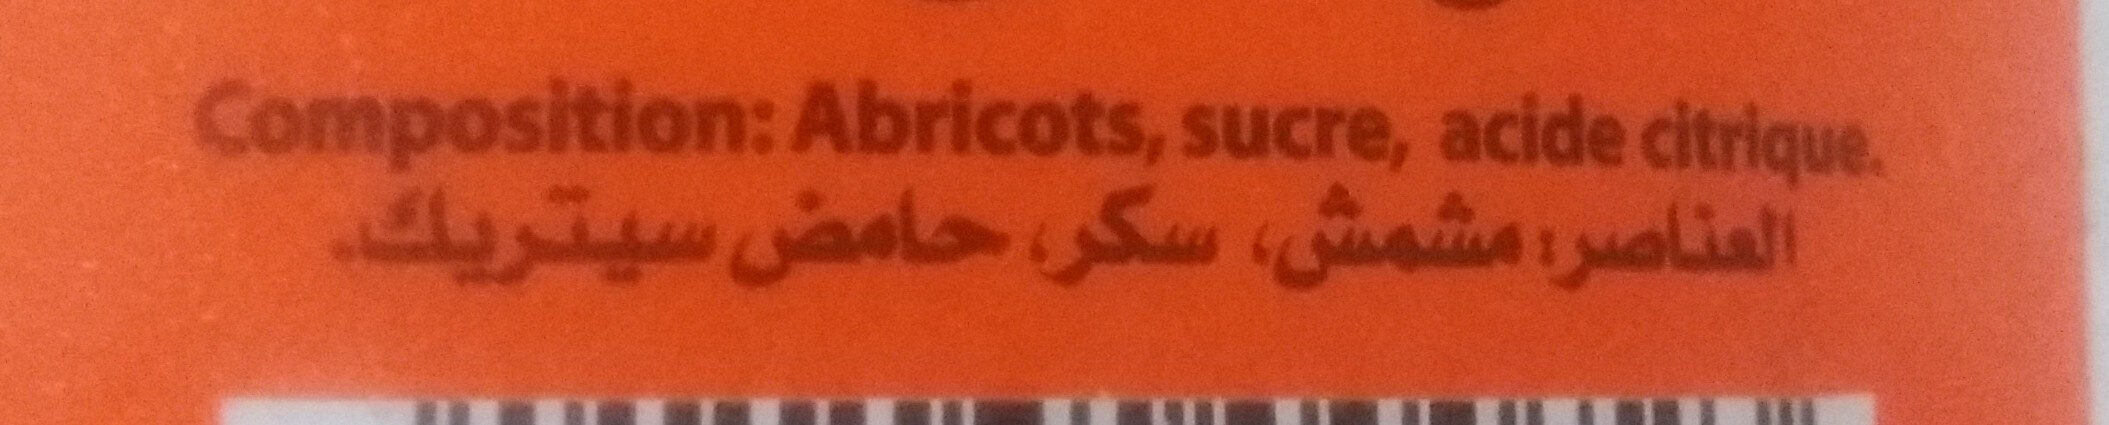 Composition: Abricots, sucre, acide citrique.
العناصر: مشمش، سكر، حامض سيتريك.